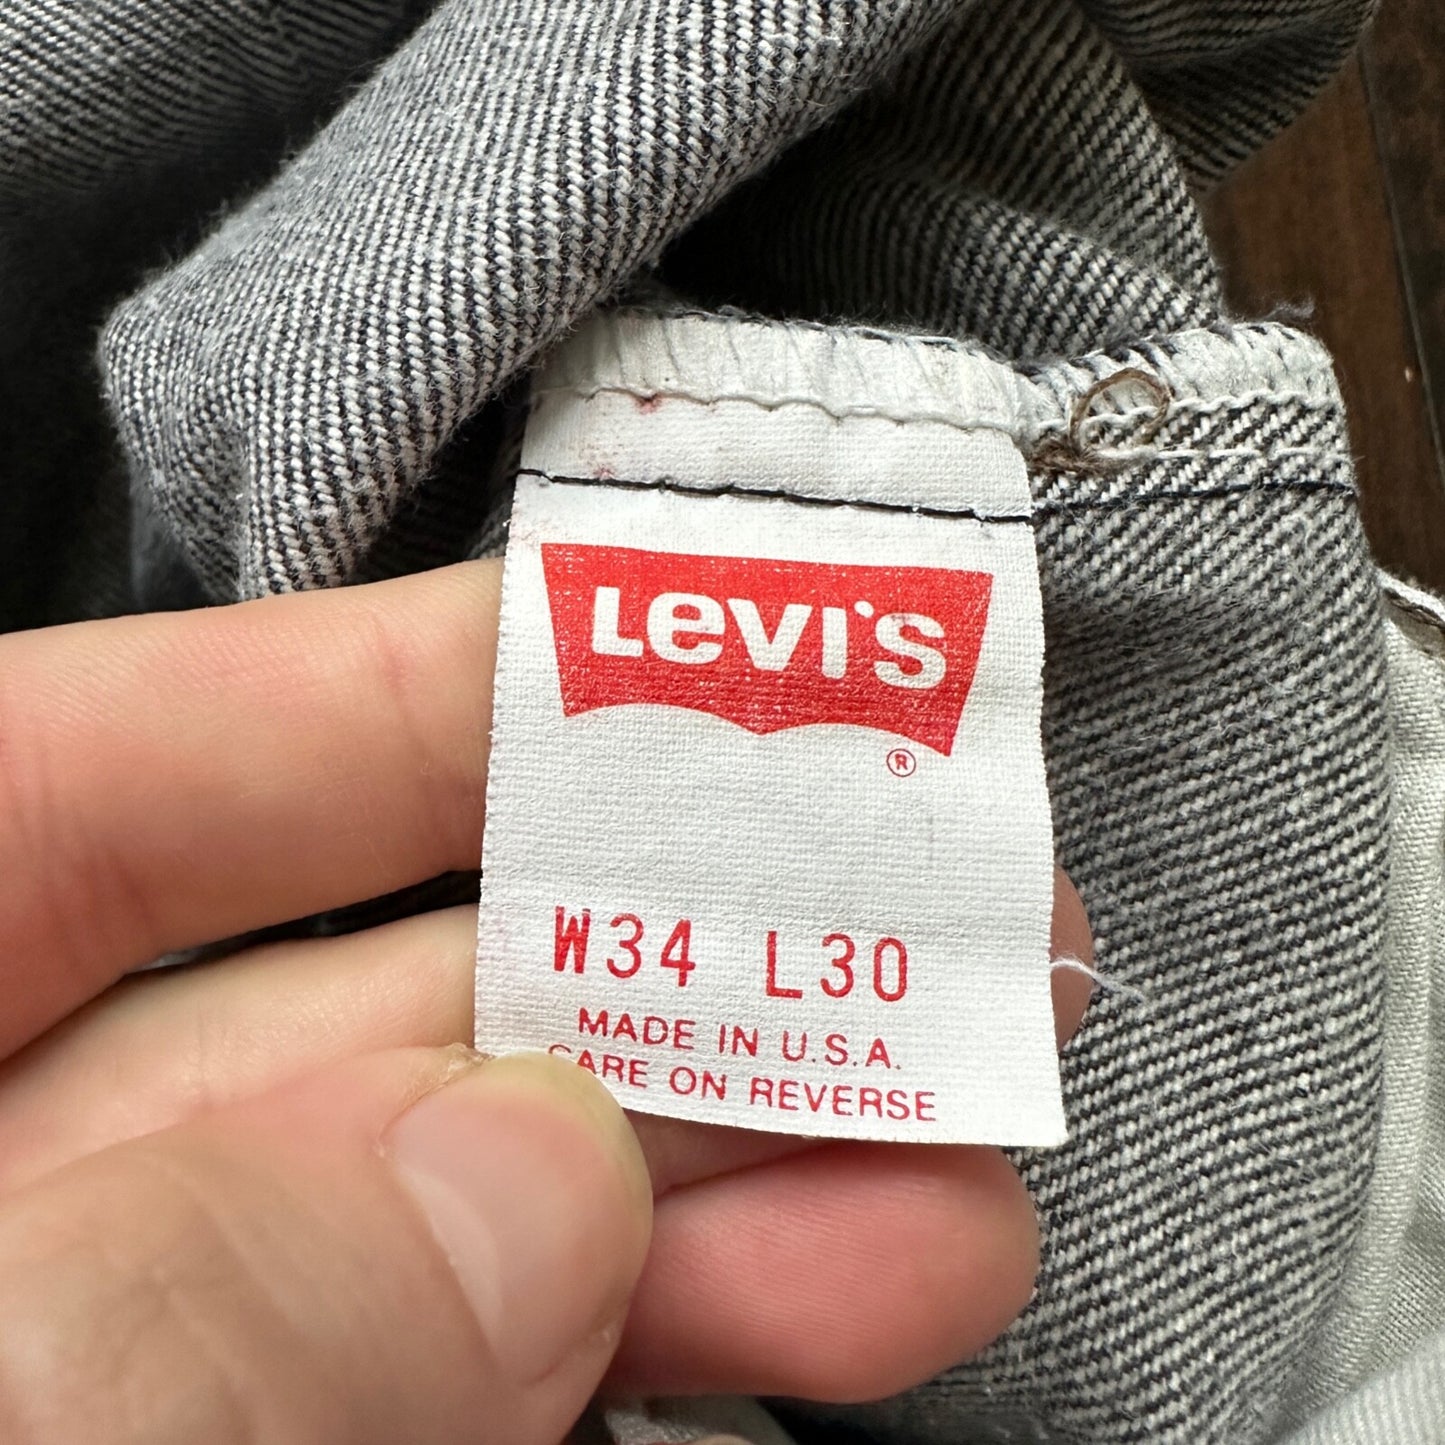 Levi's
®
W34 L30
MADE IN U.S.A.
CARE ON REVERSE